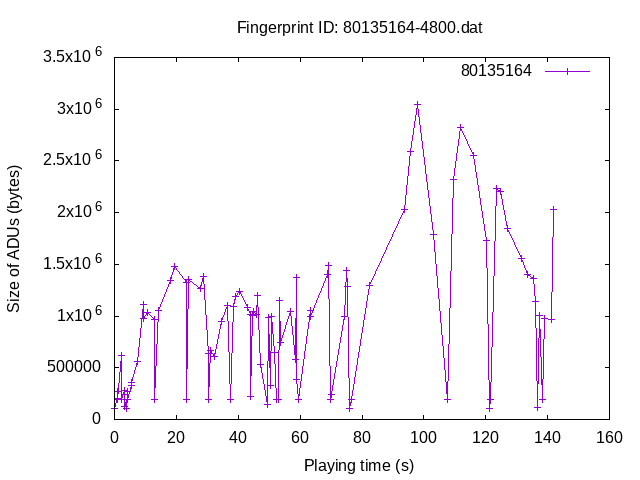 Fingerprint ID: 80135164-4800.dat
3.5x10^6
80135164
3x10^6
2.5x10^6
2x10^6
1.5x10^6
1x10^6
500000
0
0 20 40 60 80 100 120 140 160
Size of ADUs (bytes)
Playing time (s)